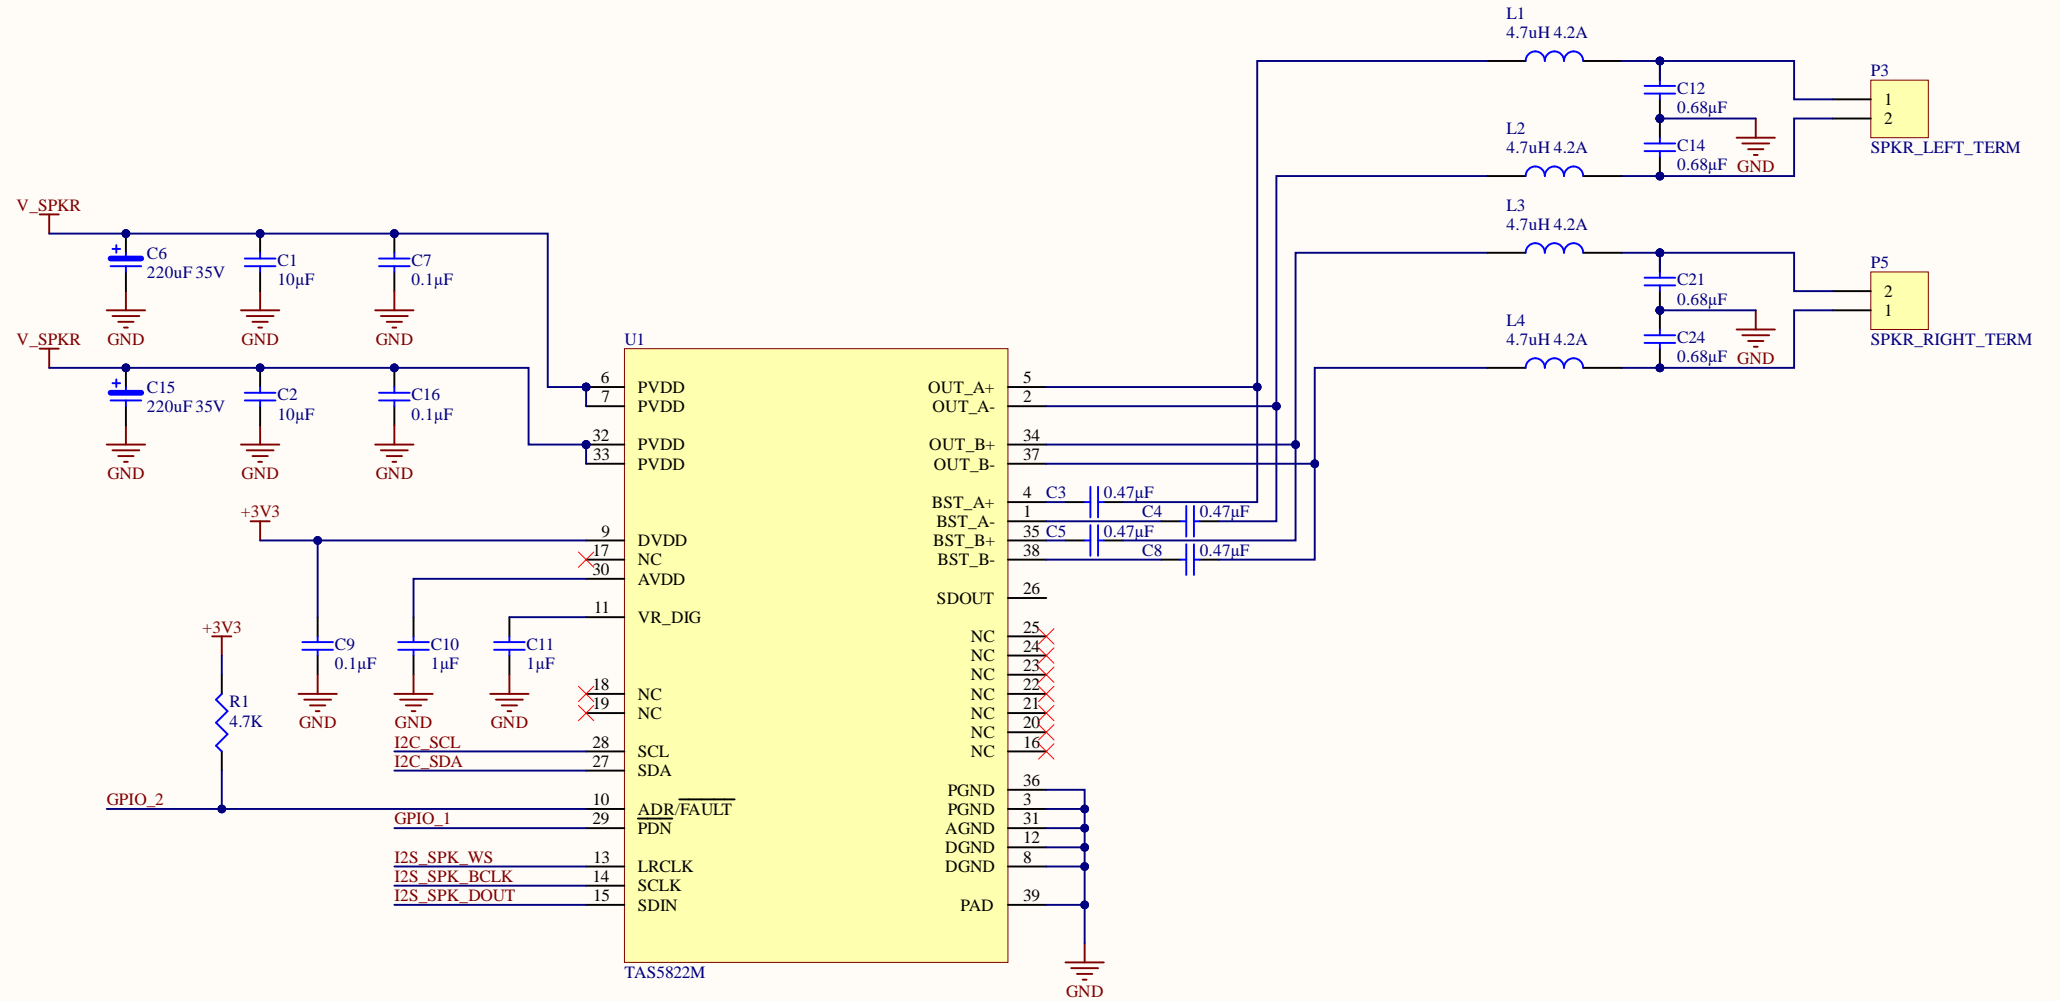 L1
4.7uH 4.2A
C12
0.68µF
P3
1
2
SPKR_LEFT_TERM
L2
4.7uH 4.2A
C14
0.68µF
GND
L3
4.7uH 4.2A
C21
0.68µF
P5
2
1
SPKR_RIGHT_TERM
L4
4.7uH 4.2A
C24
0.68µF
GND
V_SPKR
C6
220uF 35V
C1
10µF
C7
0.1µF
GND
GND
GND
V_SPKR
C15
220uF 35V
C2
10µF
C16
0.1µF
GND
GND
GND
U1
6 PVDD
7 PVDD
32 PVDD
33 PVDD
+3V3
9 DVDD
17 NC
30 AVDD
11 VR_DIG
+3V3
C9
0.1µF
C10
1µF
C11
1µF
GND
GND
GND
R1
4.7K
18 NC
19 NC
I2C_SCL 28 SCL
I2C_SDA 27 SDA
GPIO_2 10 ADR/FAULT
GPIO_1 29 PDN
I2S_SPK_WS 13 LRCLK
I2S_SPK_BCLK 14 SCLK
I2S_SPK_DOUT 15 SDIN
OUT_A+ 5
OUT_A- 2
OUT_B+ 34
OUT_B- 37
BST_A+ 4 C3 0.47µF
BST_A- 1 C4 0.47µF
BST_B+ 35 C5 0.47µF
BST_B- 38 C8 0.47µF
SDOUT 26
NC 25
NC 24
NC 23
NC 22
NC 21
NC 20
NC 16
PGND 36
PGND 3
AGND 31
DGND 12
DGND 8
PAD 39
TAS5822M
GND